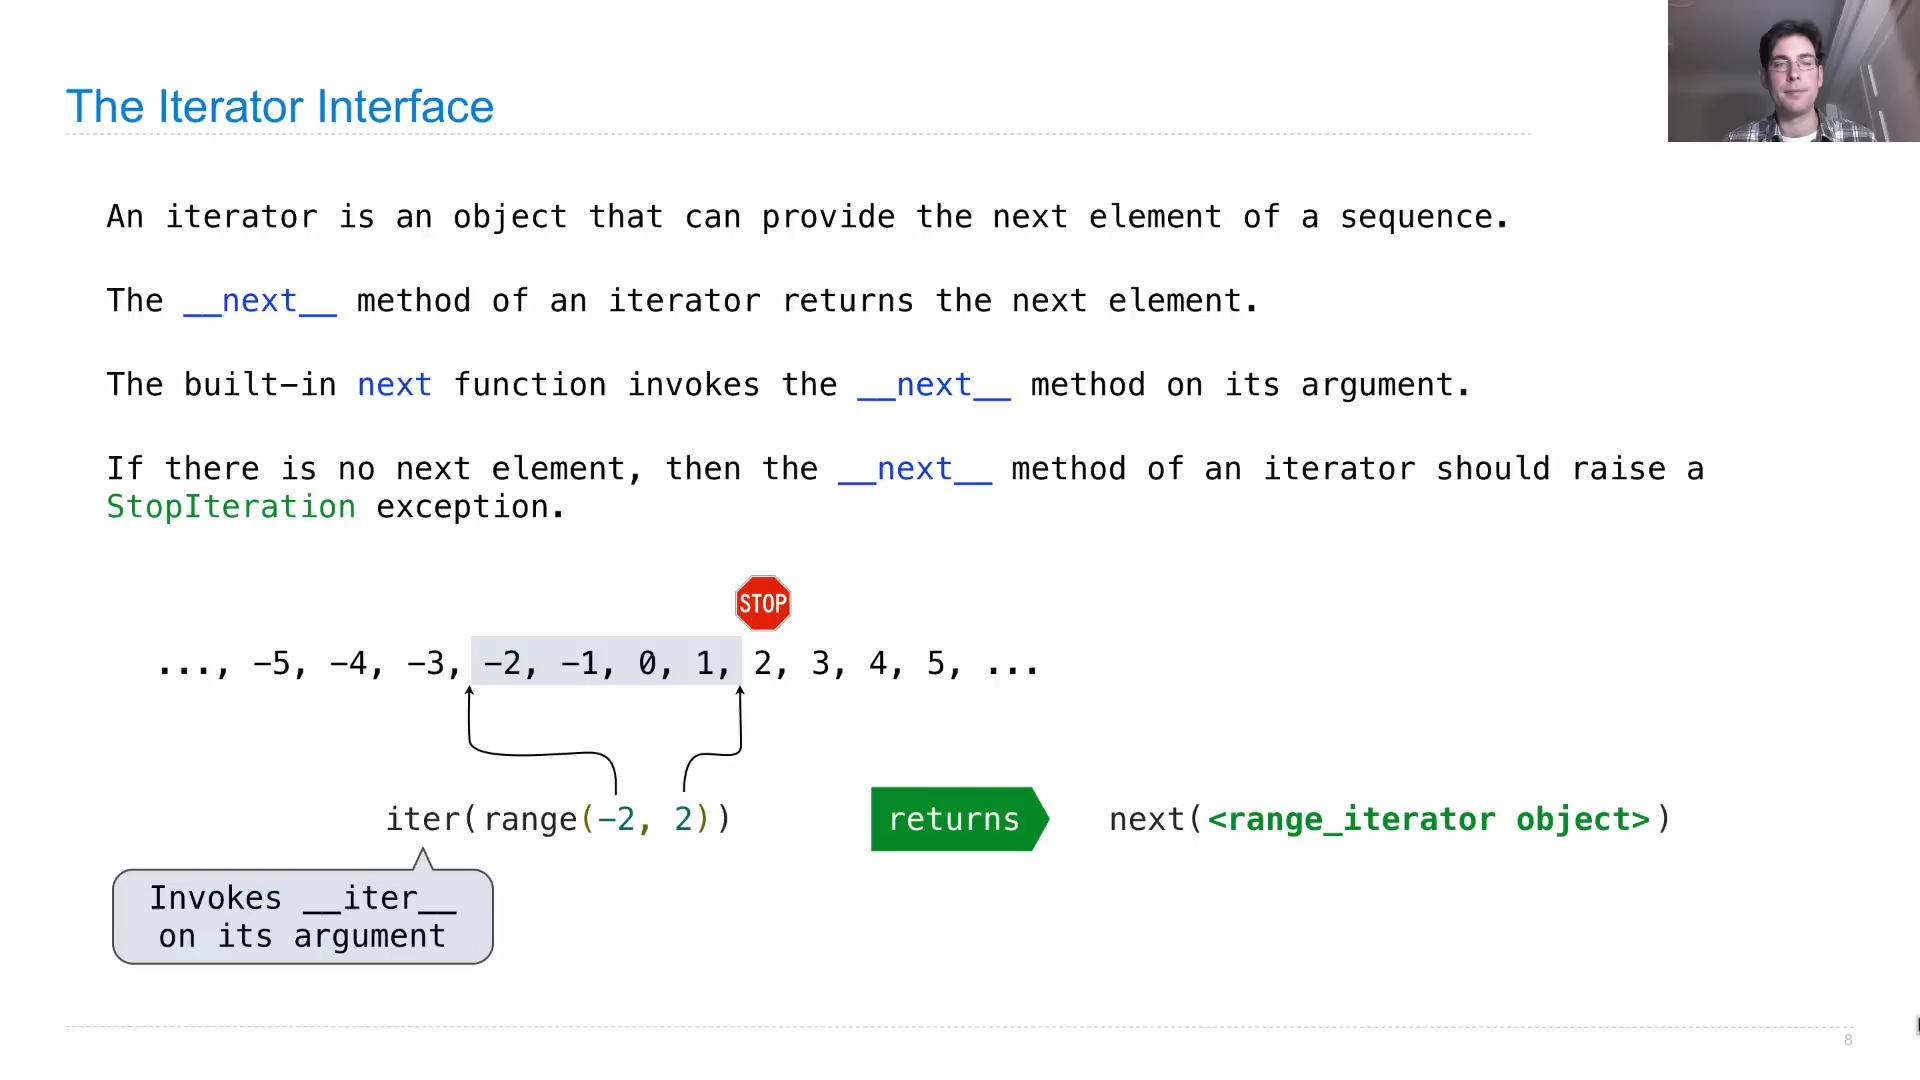 The Iterator Interface
An iterator is an object that can provide the next element of a sequence.
The __next__ method of an iterator returns the next element.
The built-in next function invokes the __next__ method on its argument.
If there is no next element, then the __next__ method of an iterator should raise a
StopIteration exception.
STOP
..., -5, -4, -3, -2, -1, 0, 1, 2, 3, 4, 5, ...
iter(range(-2, 2)) returns next(<range_iterator object>)
Invokes __iter__
on its argument
8